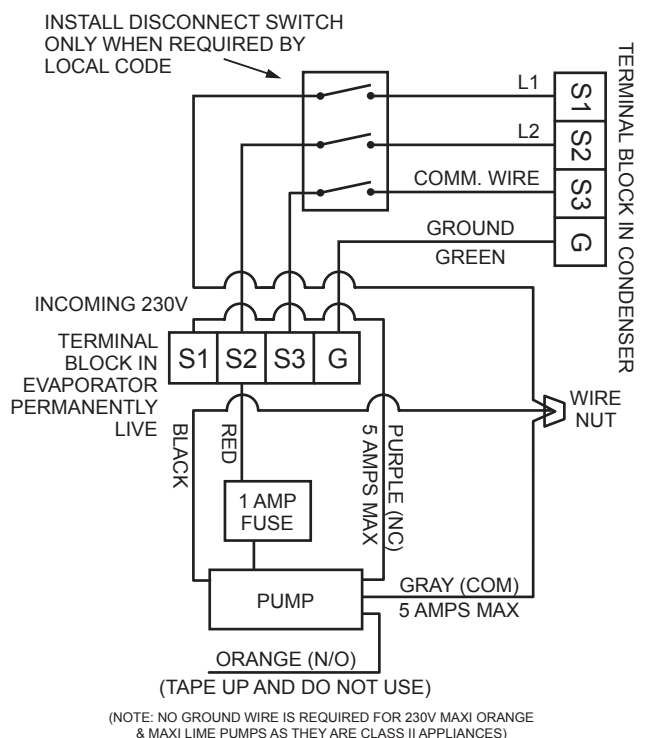 INSTALL DISCONNECT SWITCH
ONLY WHEN REQUIRED BY
LOCAL CODE
L1
L2
COMM. WIRE
GROUND
GREEN
S1
S2
S3
G
TERMINAL BLOCK IN CONDENSER
INCOMING 230V
TERMINAL
BLOCK IN
EVAPORATOR
PERMANENTLY
LIVE
S1
S2
S3
G
WIRE
NUT
BLACK
RED
PURPLE (NC)
5 AMPS MAX
1 AMP
FUSE
PUMP
GRAY (COM)
5 AMPS MAX
ORANGE (N/O)
(TAPE UP AND DO NOT USE)
(NOTE: NO GROUND WIRE IS REQUIRED FOR 230V MAXI ORANGE
& MAXI LIME PUMPS AS THEY ARE CLASS II APPLIANCES)